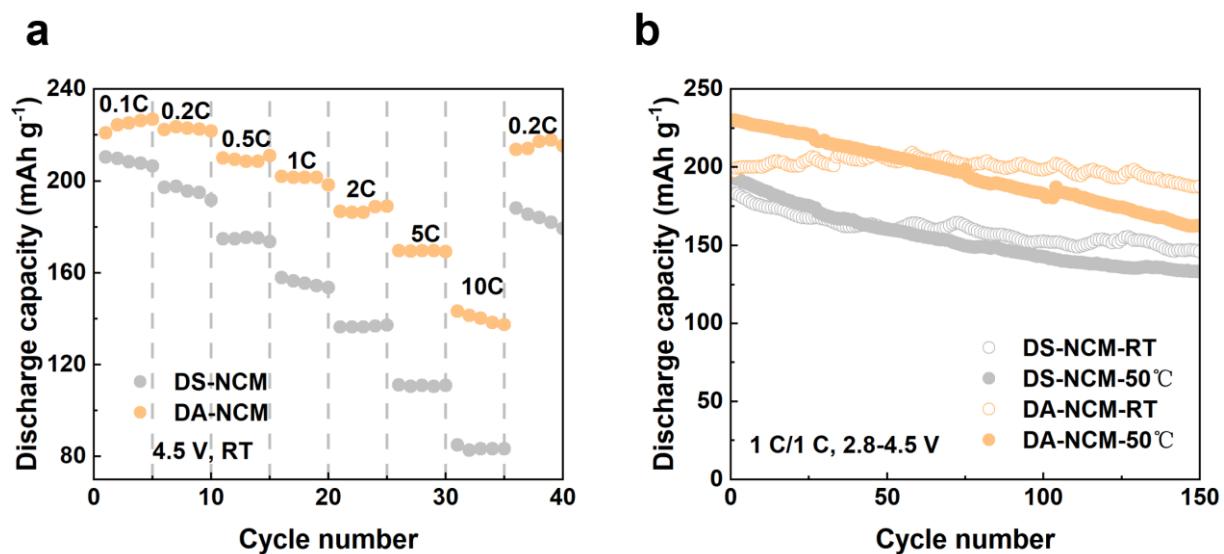 a
Discharge capacity (mAh g⁻¹)
240
200
160
120
80
0.1C
0.2C
0.5C
1C
2C
5C
10C
0.2C
DS-NCM
DA-NCM
4.5 V, RT
0
10
20
30
40
Cycle number
b
Discharge capacity (mAh g⁻¹)
250
200
150
100
50
0
DS-NCM-RT
DS-NCM-50℃
DA-NCM-RT
DA-NCM-50℃
1 C/1 C, 2.8-4.5 V
0
50
100
150
Cycle number